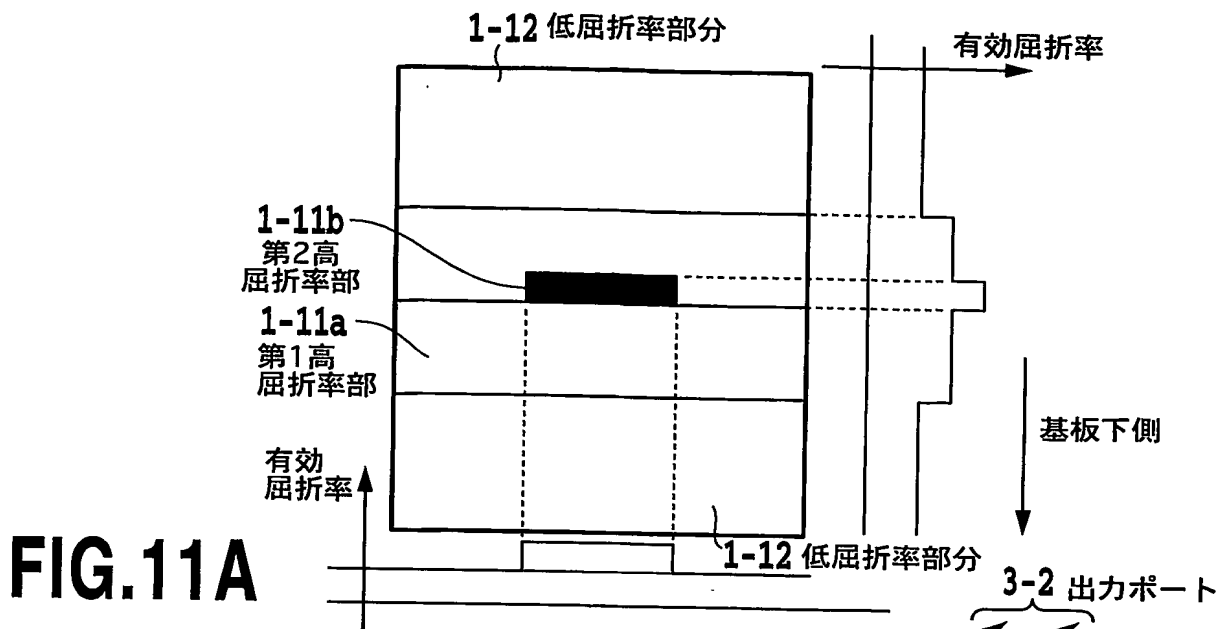 1-12 低屈折率部分
有効屈折率
1-11b
第2高
屈折率部
1-11a
第1高
屈折率部
基板下側
有効
屈折率
1-12 低屈折率部分
FIG.11A
3-2 出力ポート